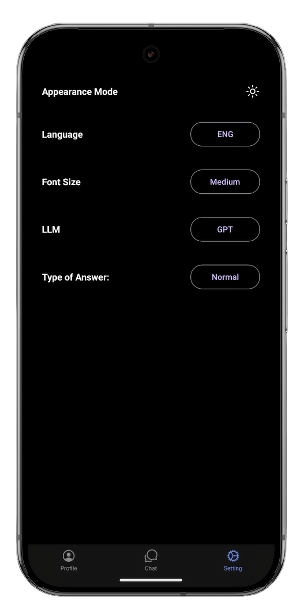 Appearance Mode
Language ENG
Font Size Medium
LLM GPT
Type of Answer: Normal
Profile Chat Setting